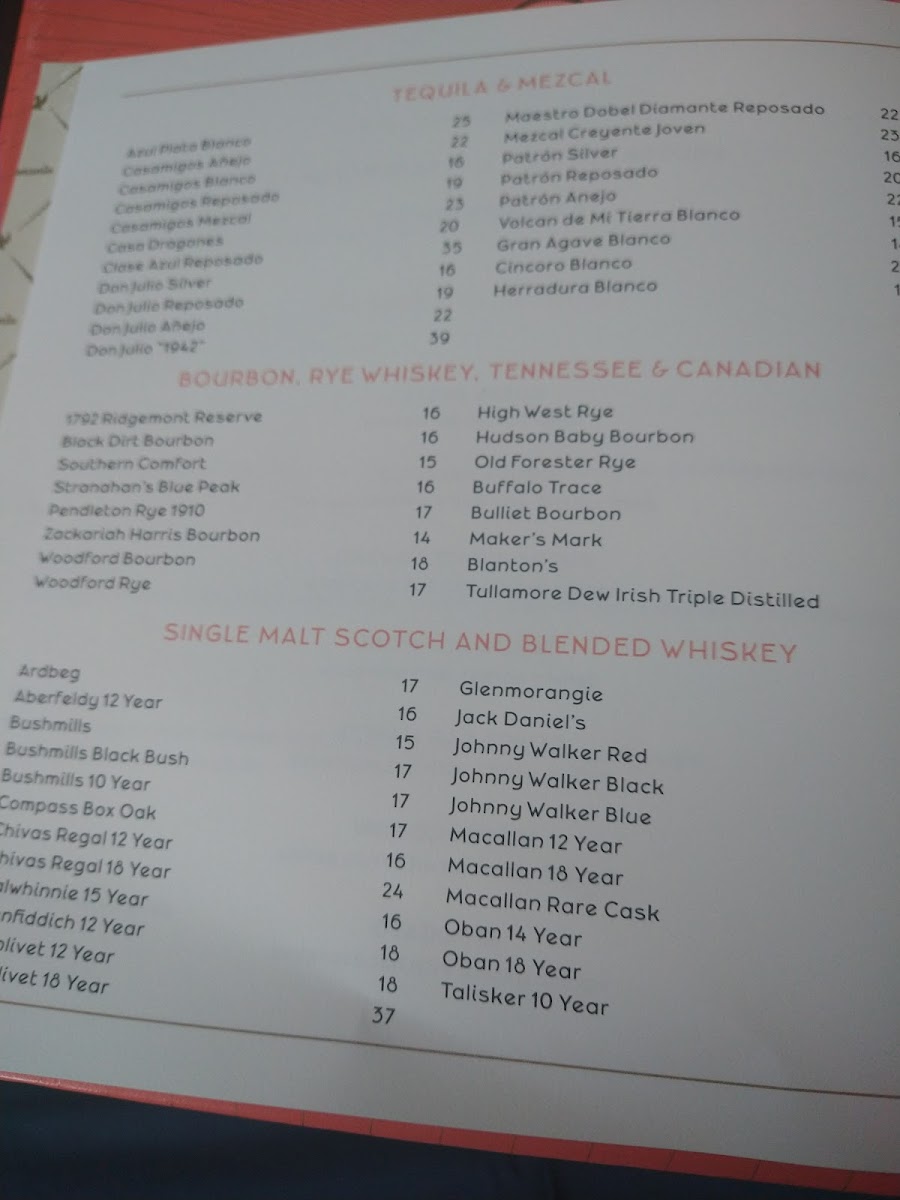 TEQUILA & MEZCAL
Azul Plata Blanco 25
Casamigos Añejo 22
Casamigos Blanco 16
Casamigos Reposado 19
Casamigos Mezcal 23
Casa Dragones 20
Clase Azul Reposado 35
Don Julio Silver 16
Don Julio Reposado 19
Don Julio Añejo 22
Don Julio "1942" 39
Maestro Dobel Diamante Reposado 22
Mezcal Creyente Joven 23
Patrón Silver 16
Patrón Reposado 20
Patrón Anejo
Volcan de Mi Tierra Blanco
Gran Agave Blanco
Cincoro Blanco
Herradura Blanco
BOURBON, RYE WHISKEY, TENNESSEE & CANADIAN
1792 Ridgemont Reserve 16
Black Dirt Bourbon 16
Southern Comfort 15
Stranahan's Blue Peak 16
Pendleton Rye 1910 17
Zackariah Harris Bourbon 14
Woodford Bourbon 18
Woodford Rye 17
High West Rye
Hudson Baby Bourbon
Old Forester Rye
Buffalo Trace
Bulliet Bourbon
Maker's Mark
Blanton's
Tullamore Dew Irish Triple Distilled
SINGLE MALT SCOTCH AND BLENDED WHISKEY
Ardbeg 17
Aberfeldy 12 Year 16
Bushmills 15
Bushmills Black Bush 17
Bushmills 10 Year 17
Compass Box Oak 17
Chivas Regal 12 Year 16
hivas Regal 18 Year 24
alwhinnie 15 Year 16
nfiddich 12 Year 18
livet 12 Year 18
livet 18 Year 37
Glenmorangie
Jack Daniel's
Johnny Walker Red
Johnny Walker Black
Johnny Walker Blue
Macallan 12 Year
Macallan 18 Year
Macallan Rare Cask
Oban 14 Year
Oban 18 Year
Talisker 10 Year